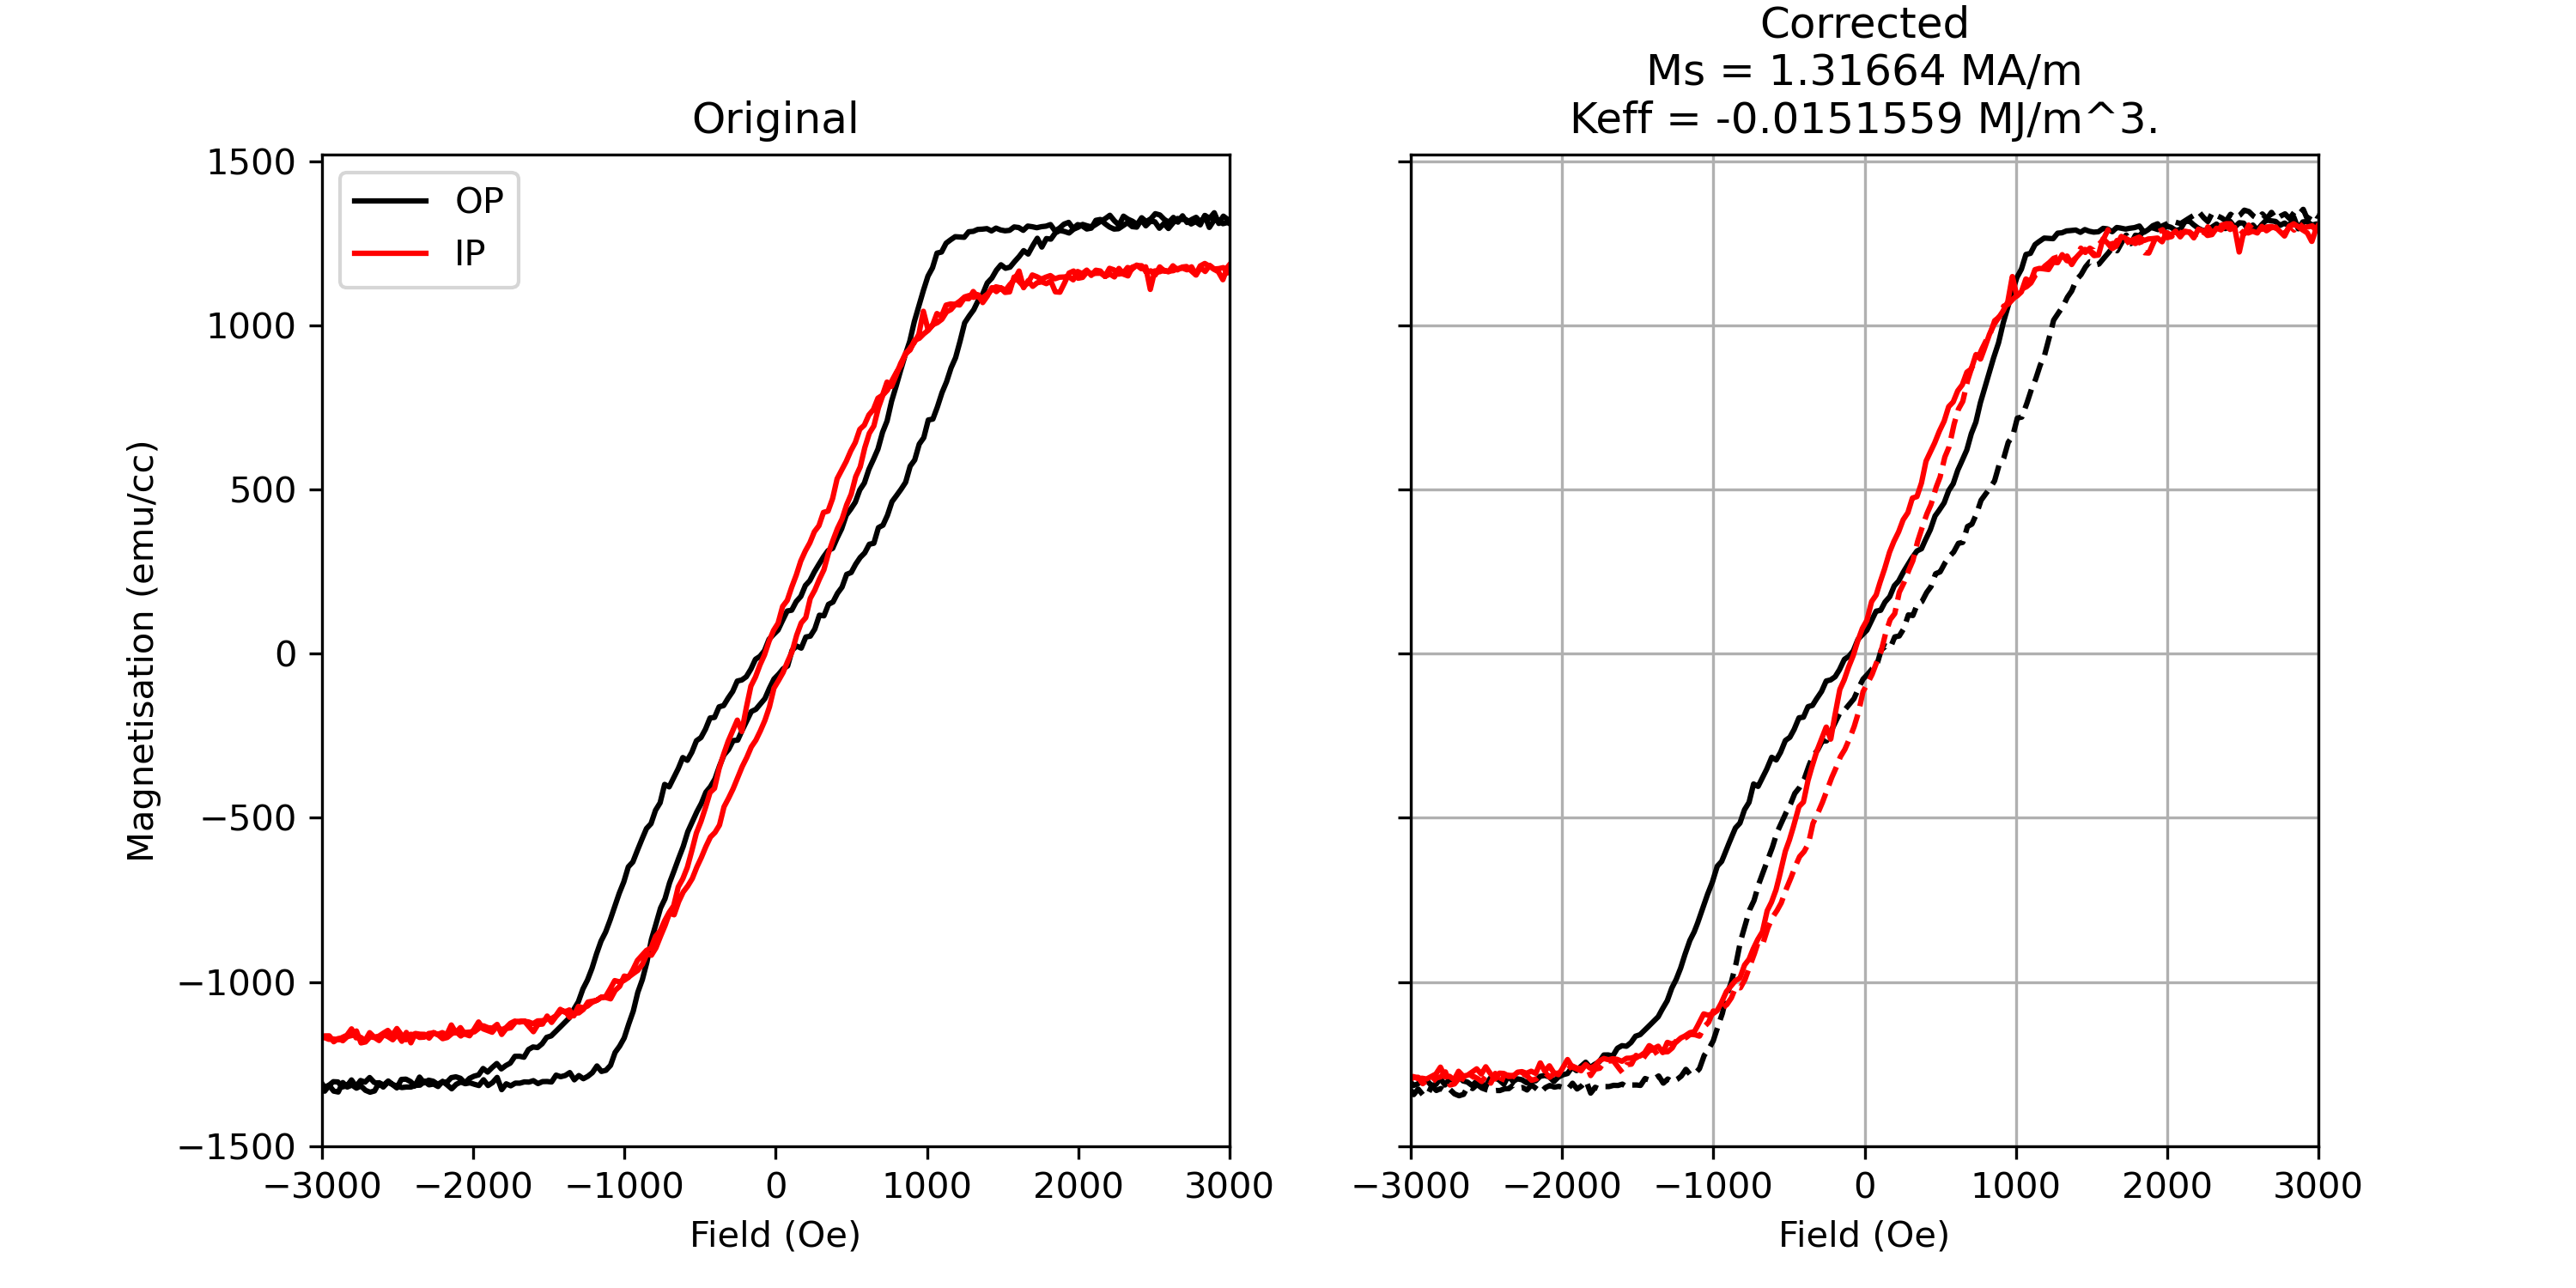 Original
OP
IP
1500
1000
500
0
−500
−1000
−1500
Magnetisation (emu/cc)
−3000 −2000 −1000 0 1000 2000 3000
Field (Oe)
Corrected
Ms = 1.31664 MA/m
Keff = -0.0151559 MJ/m^3.
−3000 −2000 −1000 0 1000 2000 3000
Field (Oe)